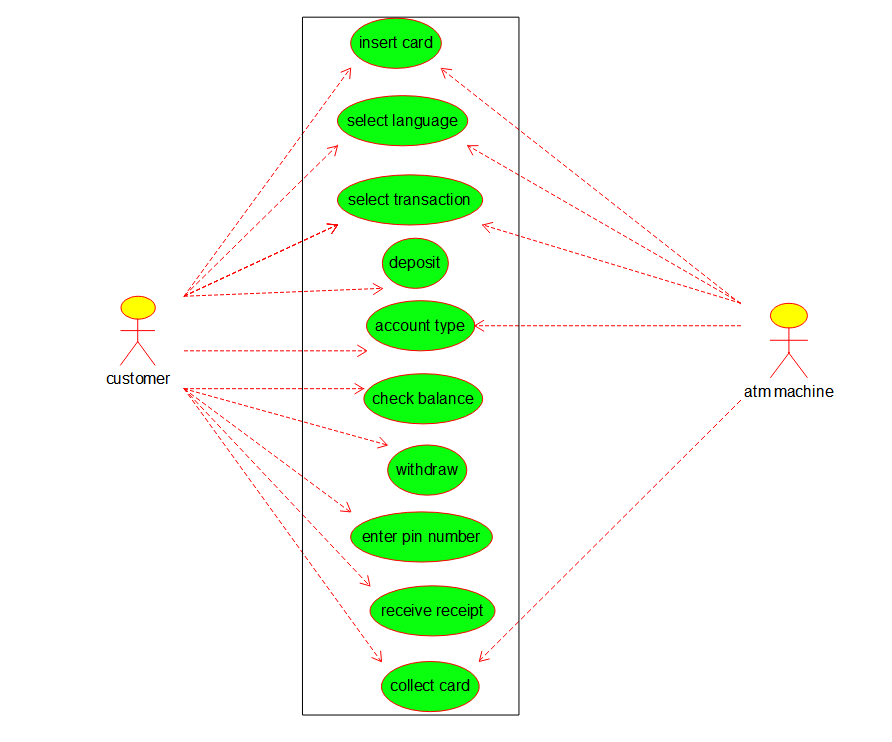 insert card
select language
select transaction
deposit
account type
customer
atm machine
check balance
withdraw
enter pin number
receive receipt
collect card